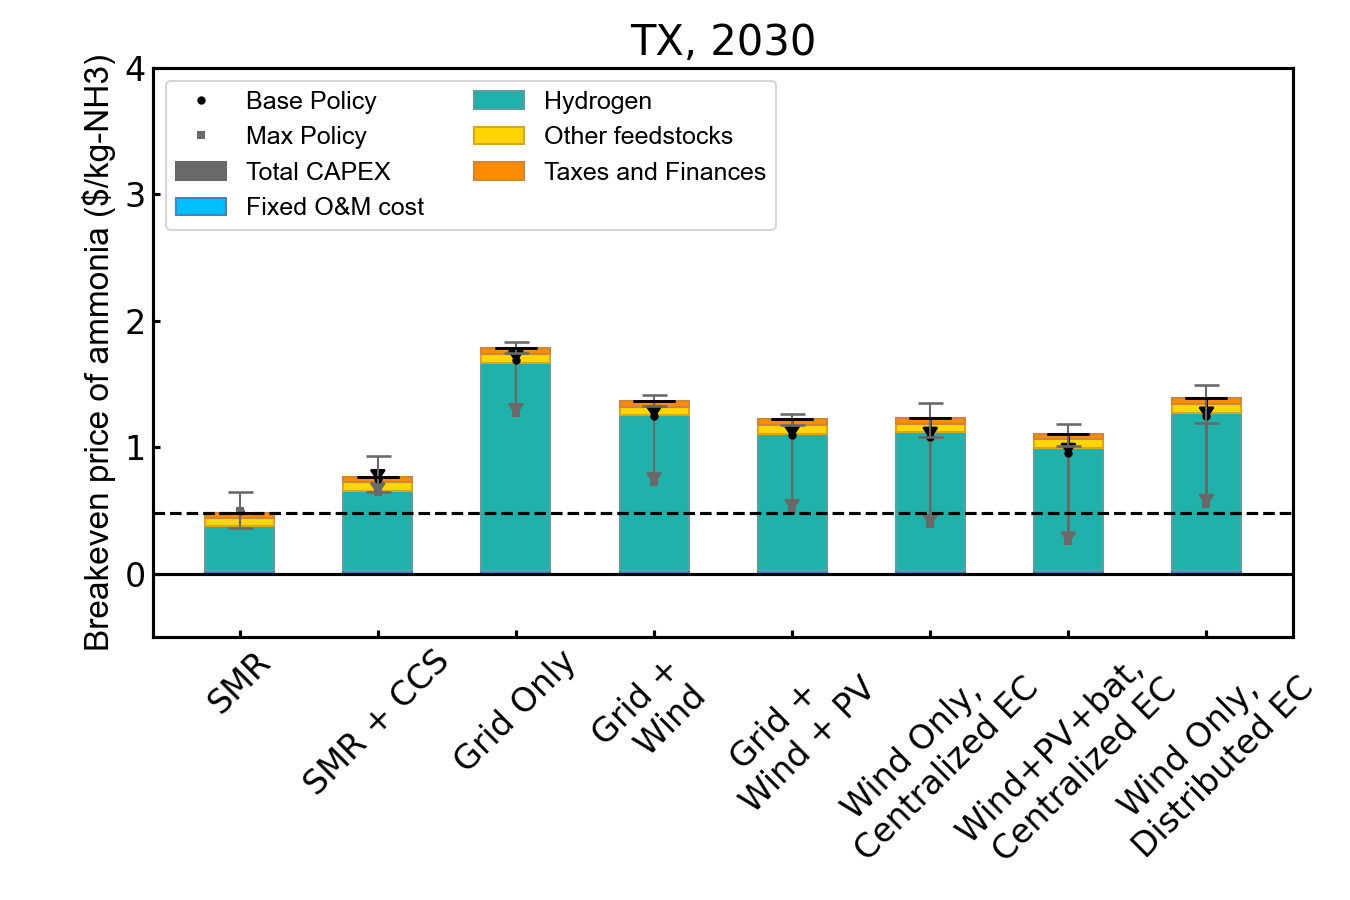 TX, 2030
Breakeven price of ammonia ($/kg-NH3)
4
3
2
1
0
Base Policy
Max Policy
Total CAPEX
Fixed O&M cost
Hydrogen
Other feedstocks
Taxes and Finances
SMR
SMR + CCS
Grid Only
Grid +
Wind
Grid +
Wind + PV
Wind Only,
Centralized EC
Wind+PV+bat,
Centralized EC
Wind Only,
Distributed EC